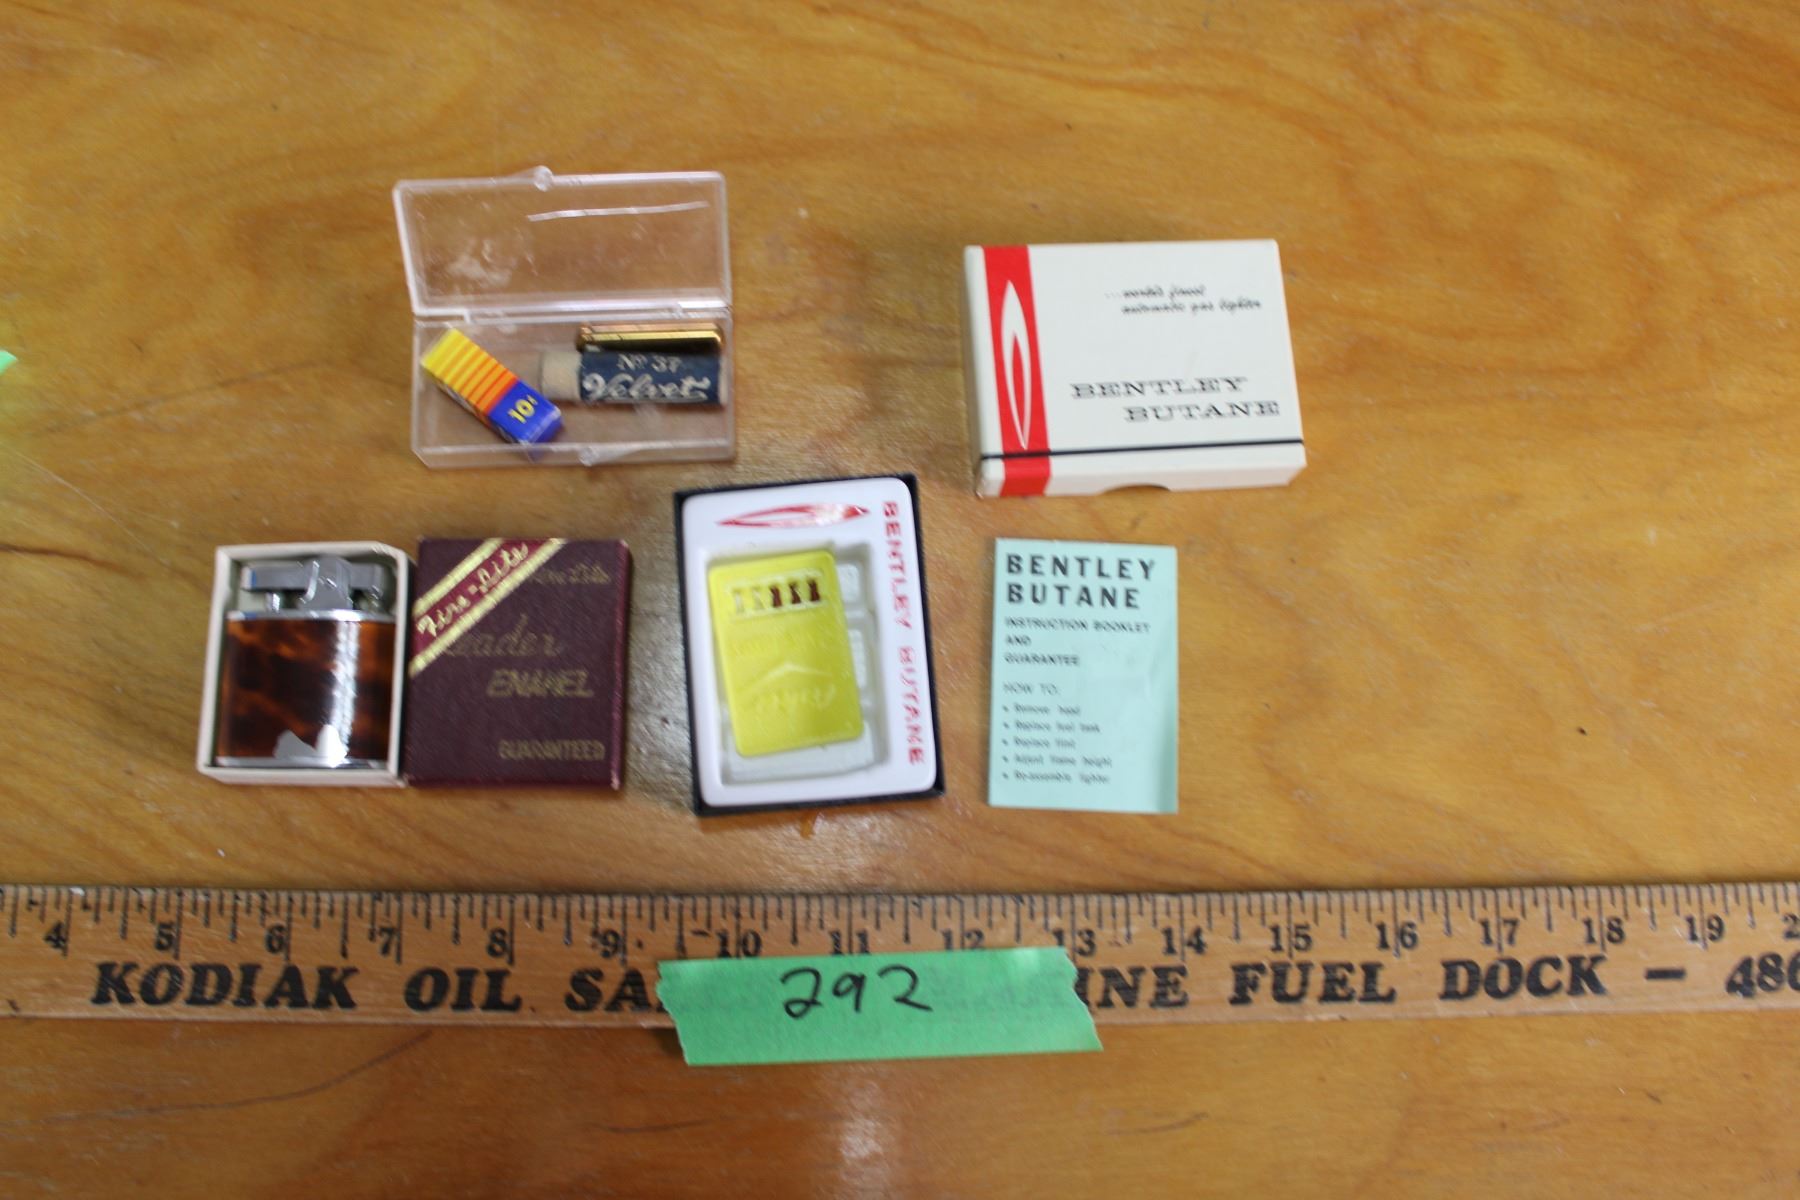 Nº 37
Velvet
10¢
...world's finest
automatic gas lighter
BENTLEY
BUTANE
Fire-Lite
Leader
ENAMEL
GUARANTEED
BENTLEY BUTANE
BENTLEY
BUTANE
INSTRUCTION BOOKLET
AND
GUARANTEE
HOW TO:
Remove head
Replace fuel tank
Replace flint
Adjust flame height
Re-assemble lighter
4 5 6 7 8 9 10 11 12 13 14 15 16 17 18 19
KODIAK OIL FUEL DOCK — 486
292